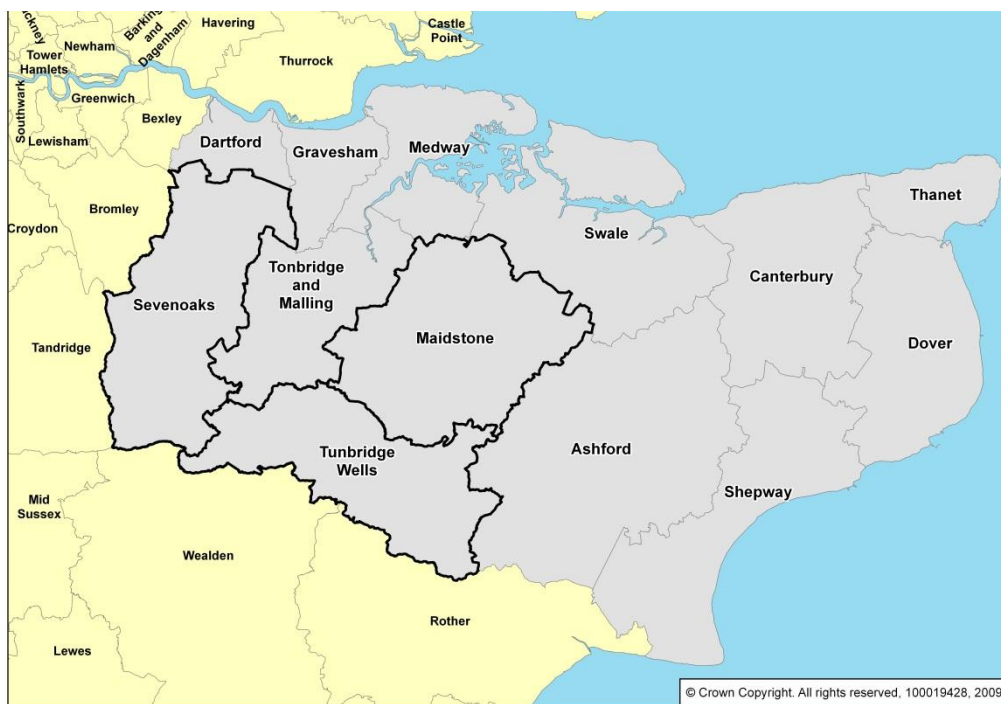 Havering
Castle
Point
Barking
and
Dagenham
Newham
Thurrock
Tower
Hamlets
Greenwich
Southwark
Bexley
Lewisham
Dartford
Gravesham
Medway
Bromley
Croydon
Thanet
Swale
Canterbury
Tonbridge
and
Malling
Sevenoaks
Maidstone
Tandridge
Dover
Ashford
Tunbridge
Wells
Shepway
Mid
Sussex
Wealden
Rother
Lewes
© Crown Copyright. All rights reserved, 100019428, 2009